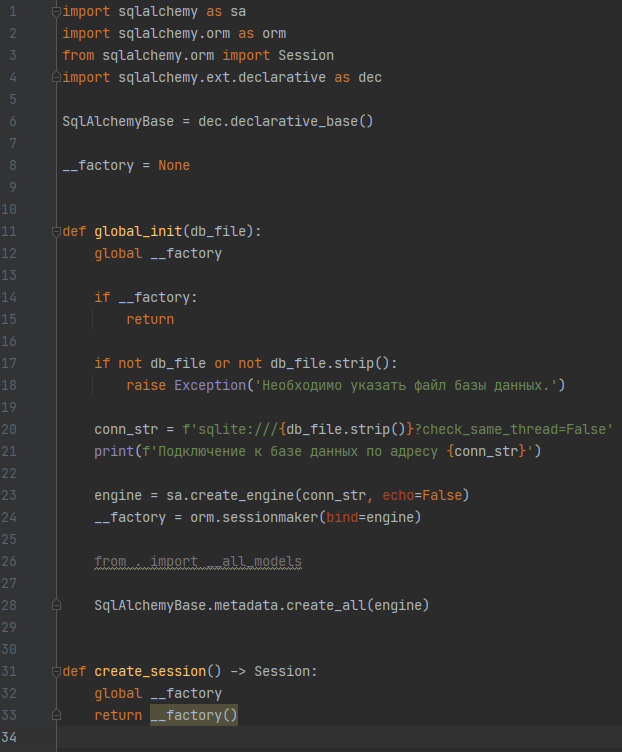 1 import sqlalchemy as sa
2 import sqlalchemy.orm as orm
3 from sqlalchemy.orm import Session
4 import sqlalchemy.ext.declarative as dec
5
6 SqlAlchemyBase = dec.declarative_base()
7
8 __factory = None
9
10
11 def global_init(db_file):
12     global __factory
13
14     if __factory:
15         return
16
17     if not db_file or not db_file.strip():
18         raise Exception('Необходимо указать файл базы данных.')
19
20     conn_str = f'sqlite:///{db_file.strip()}?check_same_thread=False'
21     print(f'Подключение к базе данных по адресу {conn_str}')
22
23     engine = sa.create_engine(conn_str, echo=False)
24     __factory = orm.sessionmaker(bind=engine)
25
26     from . import __all_models
27
28     SqlAlchemyBase.metadata.create_all(engine)
29
30
31 def create_session() -> Session:
32     global __factory
33     return __factory()
34